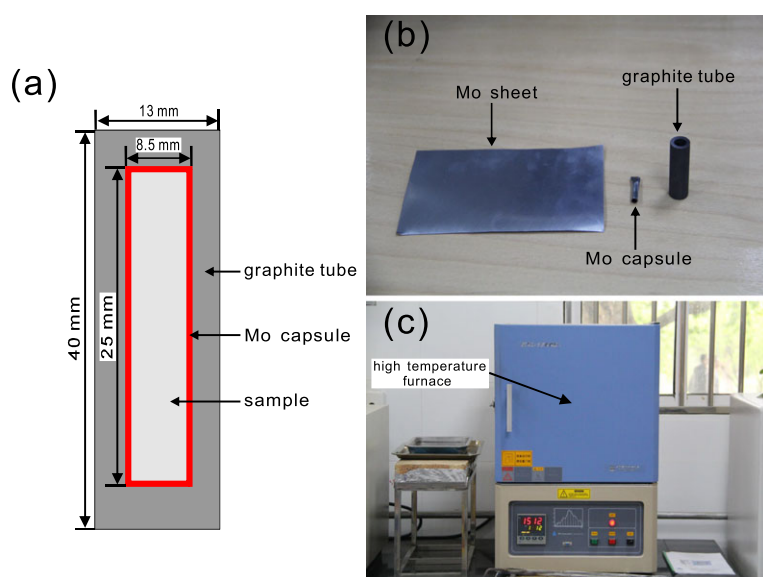 (a)
13 mm
8.5 mm
40 mm
25 mm
graphite tube
Mo capsule
sample
(b)
Mo sheet
graphite tube
Mo capsule
(c)
high temperature
furnace
1512